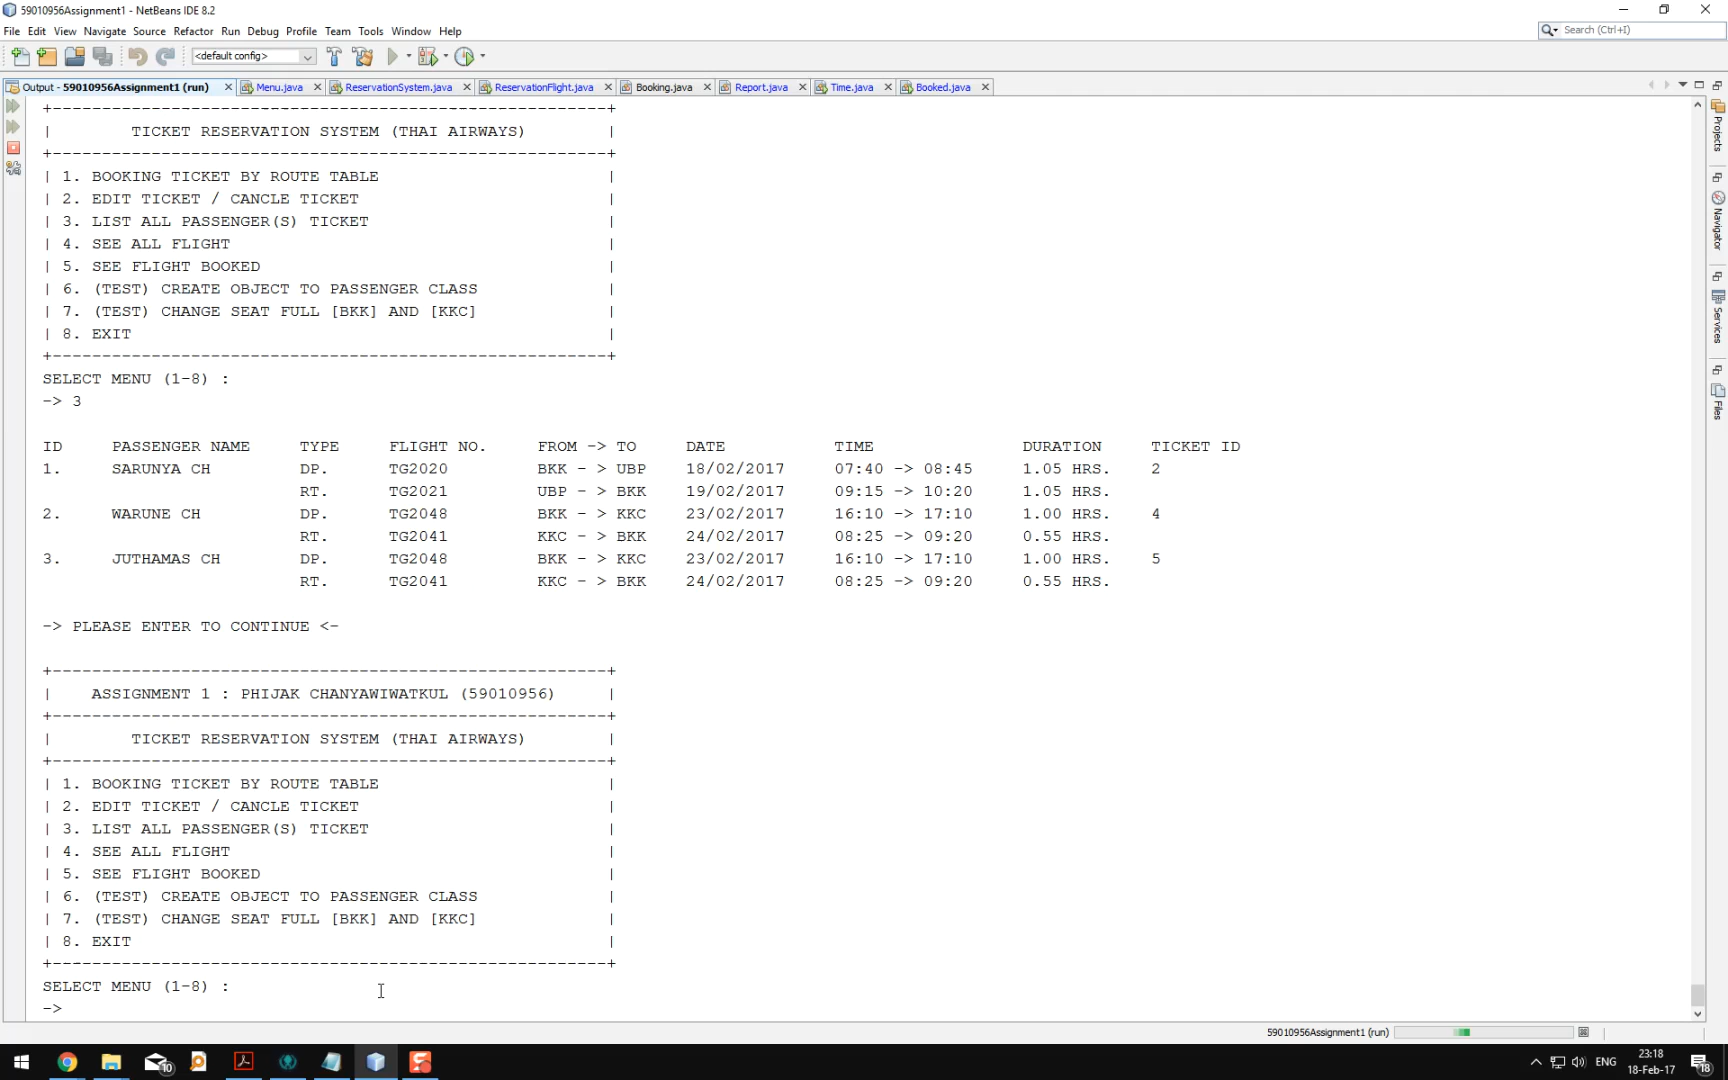 59010956Assignment1 - NetBeans IDE 8.2
File Edit View Navigate Source Refactor Run Debug Profile Team Tools Window Help
Search (Ctrl+I)
<default config>
Output - 59010956Assignment1 (run) Menu.java ReservationSystem.java ReservationFlight.java Booking.java Report.java Time.java Booked.java
+---------------------------------------------------------+
| TICKET RESERVATION SYSTEM (THAI AIRWAYS) |
+---------------------------------------------------------+
| 1. BOOKING TICKET BY ROUTE TABLE |
| 2. EDIT TICKET / CANCLE TICKET |
| 3. LIST ALL PASSENGER(S) TICKET |
| 4. SEE ALL FLIGHT |
| 5. SEE FLIGHT BOOKED |
| 6. (TEST) CREATE OBJECT TO PASSENGER CLASS |
| 7. (TEST) CHANGE SEAT FULL [BKK] AND [KKC] |
| 8. EXIT |
+---------------------------------------------------------+
SELECT MENU (1-8) :
-> 3
ID PASSENGER NAME TYPE FLIGHT NO. FROM -> TO DATE TIME DURATION TICKET ID
1. SARUNYA CH DP. TG2020 BKK - > UBP 18/02/2017 07:40 -> 08:45 1.05 HRS. 2
RT. TG2021 UBP - > BKK 19/02/2017 09:15 -> 10:20 1.05 HRS.
2. WARUNE CH DP. TG2048 BKK - > KKC 23/02/2017 16:10 -> 17:10 1.00 HRS. 4
RT. TG2041 KKC - > BKK 24/02/2017 08:25 -> 09:20 0.55 HRS.
3. JUTHAMAS CH DP. TG2048 BKK - > KKC 23/02/2017 16:10 -> 17:10 1.00 HRS. 5
RT. TG2041 KKC - > BKK 24/02/2017 08:25 -> 09:20 0.55 HRS.
-> PLEASE ENTER TO CONTINUE <-
+---------------------------------------------------------+
| ASSIGNMENT 1 : PHIJAK CHANYAWIWATKUL (59010956) |
+---------------------------------------------------------+
| TICKET RESERVATION SYSTEM (THAI AIRWAYS) |
+---------------------------------------------------------+
| 1. BOOKING TICKET BY ROUTE TABLE |
| 2. EDIT TICKET / CANCLE TICKET |
| 3. LIST ALL PASSENGER(S) TICKET |
| 4. SEE ALL FLIGHT |
| 5. SEE FLIGHT BOOKED |
| 6. (TEST) CREATE OBJECT TO PASSENGER CLASS |
| 7. (TEST) CHANGE SEAT FULL [BKK] AND [KKC] |
| 8. EXIT |
+---------------------------------------------------------+
SELECT MENU (1-8) :
->
Projects
Navigator
Services
Files
59010956Assignment1 (run)
10
ENG
23:18
18-Feb-17
18